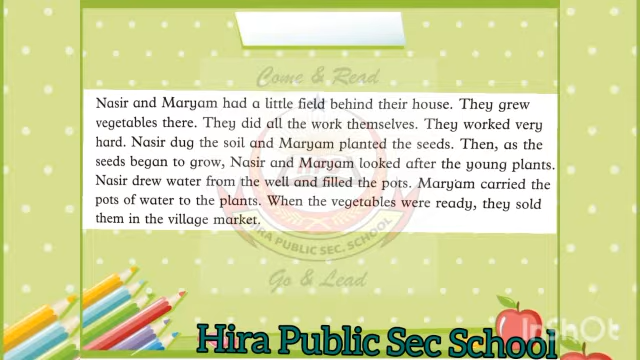 Come & Read
Nasir and Maryam had a little field behind their house. They grew
vegetables there. They did all the work themselves. They worked very
hard. Nasir dug the soil and Maryam planted the seeds. Then, as the
seeds began to grow, Nasir and Maryam looked after the young plants.
Nasir drew water from the well and filled the pots. Maryam carried the
pots of water to the plants. When the vegetables were ready, they sold
them in the village market.
HIRA PUBLIC SEC. SCHOOL
Go & Lead
InShOt
Hira Public Sec School